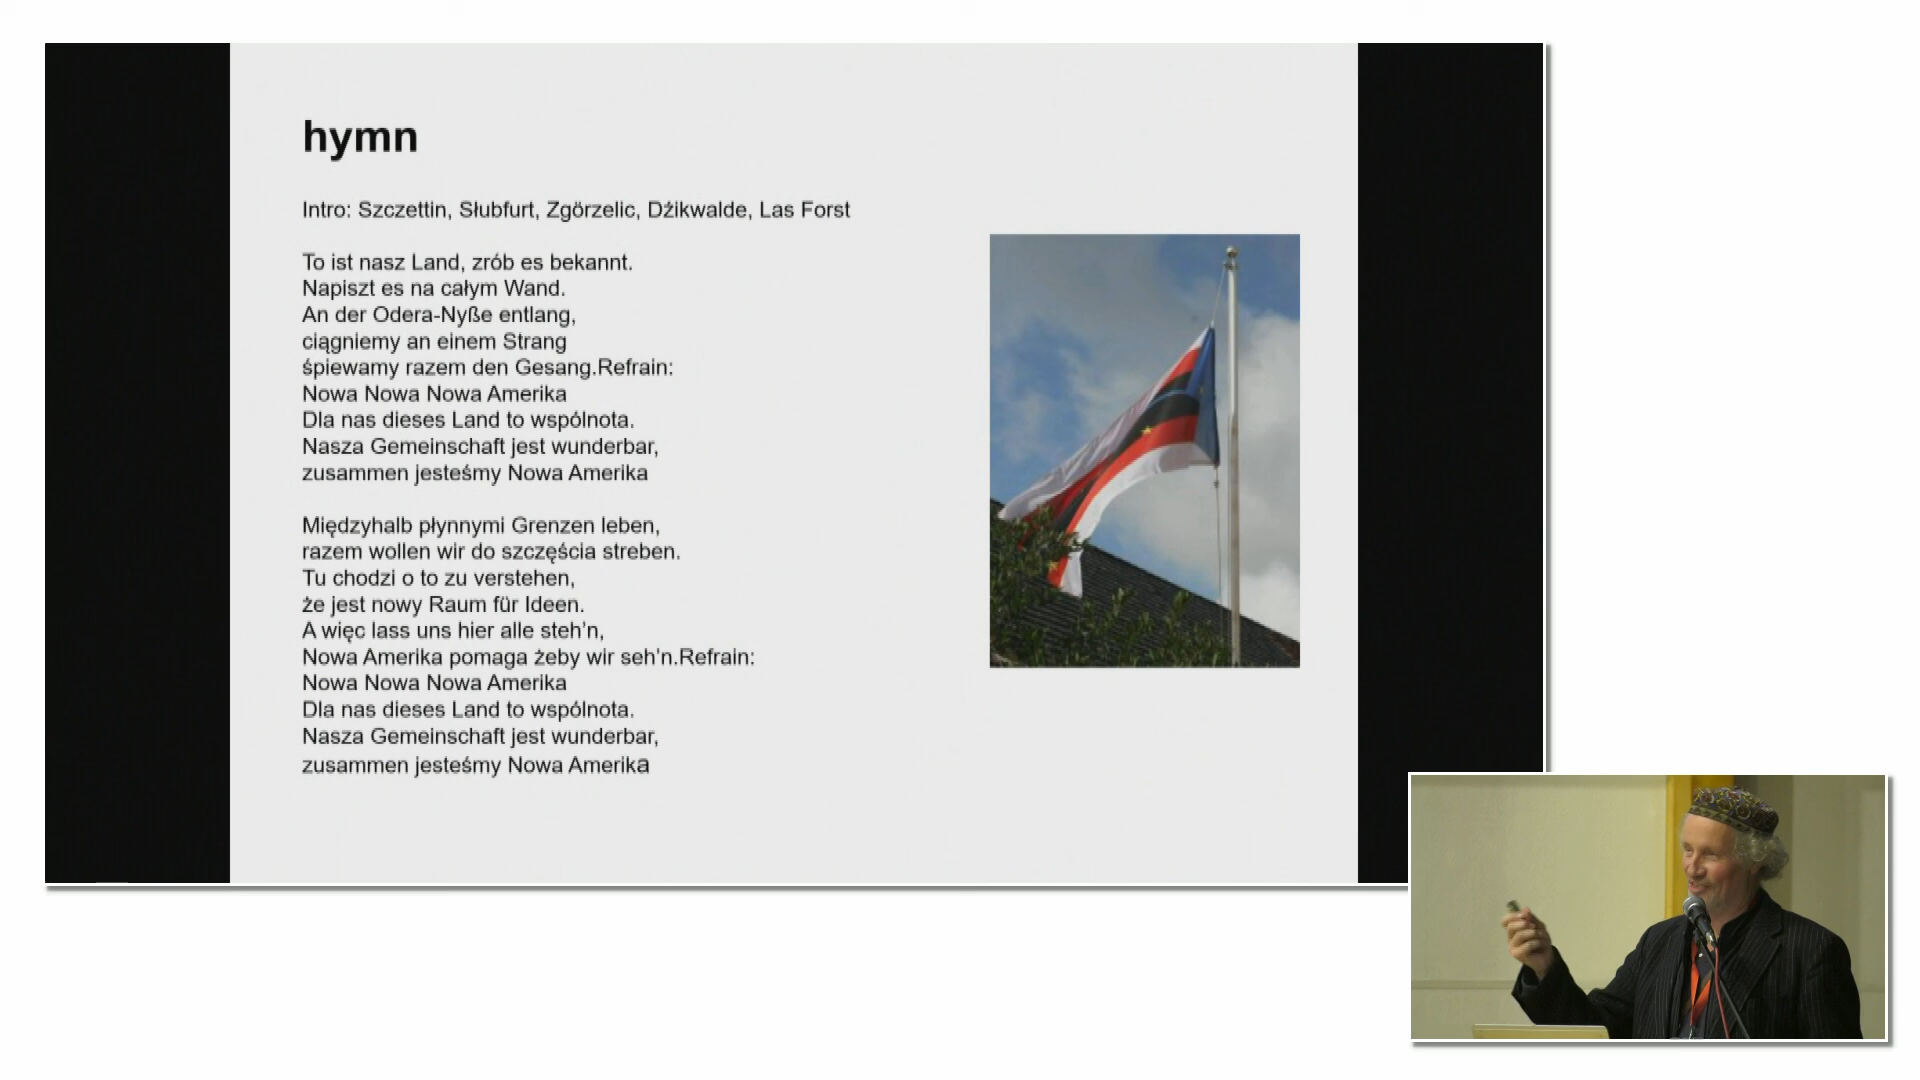 hymn
Intro: Szczettin, Słubfurt, Zgörzelic, Dżikwalde, Las Forst
To ist nasz Land, zrób es bekannt.
Napiszt es na całym Wand.
An der Odera-Nyße entlang,
ciągniemy an einem Strang
śpiewamy razem den Gesang.Refrain:
Nowa Nowa Nowa Amerika
Dla nas dieses Land to wspólnota.
Nasza Gemeinschaft jest wunderbar,
zusammen jesteśmy Nowa Amerika
Międzyhalb płynnymi Grenzen leben,
razem wollen wir do szczęścia streben.
Tu chodzi o to zu verstehen,
że jest nowy Raum für Ideen.
A więc lass uns hier alle steh’n,
Nowa Amerika pomaga żeby wir seh’n.Refrain:
Nowa Nowa Nowa Amerika
Dla nas dieses Land to wspólnota.
Nasza Gemeinschaft jest wunderbar,
zusammen jesteśmy Nowa Amerika